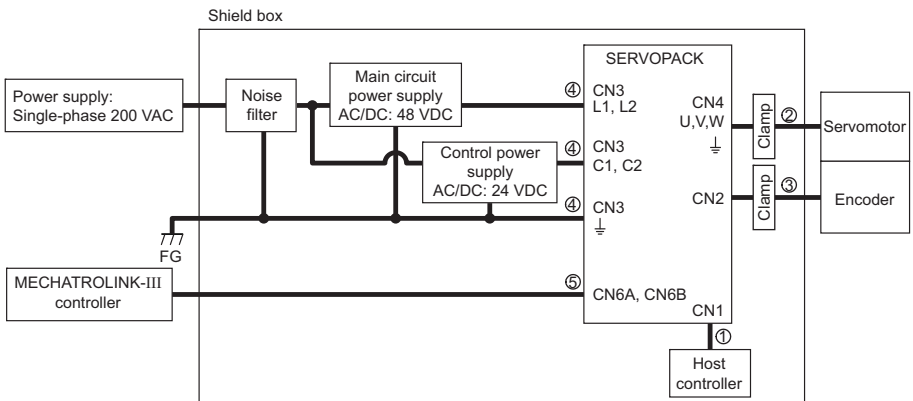 Shield box
Power supply:
Single-phase 200 VAC
Noise
filter
Main circuit
power supply
AC/DC: 48 VDC
Control power
supply
AC/DC: 24 VDC
FG
MECHATROLINK-III
controller
SERVOPACK
④
CN3
L1, L2
④
CN3
C1, C2
④
CN3
⑤
CN6A, CN6B
CN4
U,V,W
CN2
CN1
①
Host
controller
Clamp
②
Servomotor
Clamp
③
Encoder